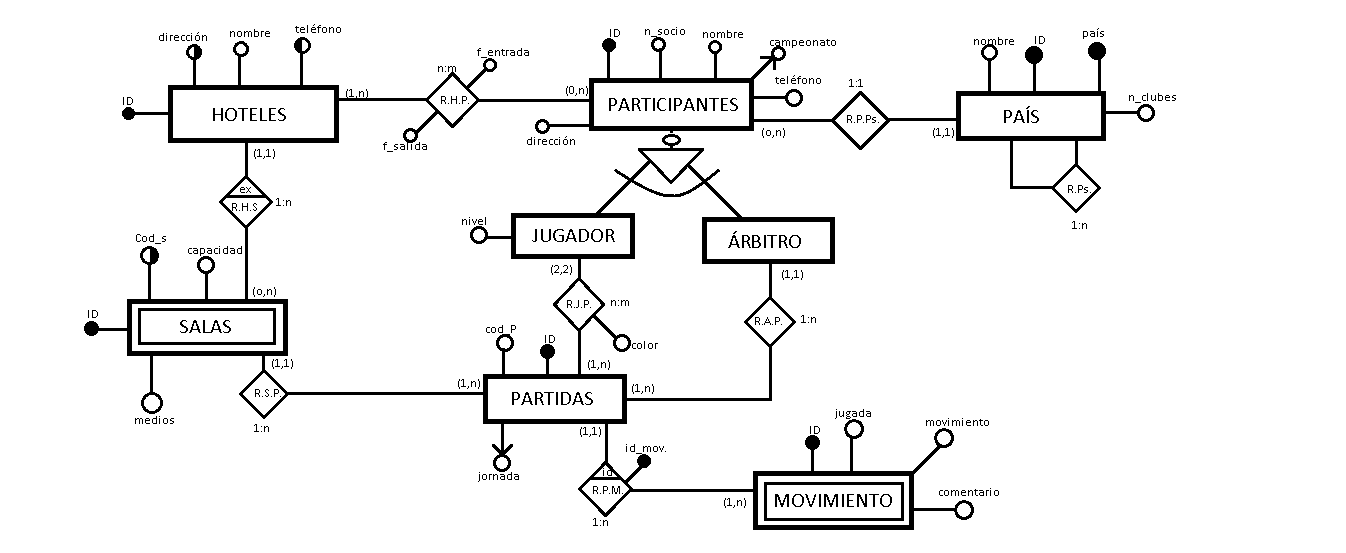 dirección
nombre
teléfono
ID
HOTELES
(1,n)
n:m
R.H.P.
f_entrada
f_salida
(0,n)
ID
n_socio
nombre
campeonato
teléfono
PARTICIPANTES
dirección
(o,n)
1:1
R.P.Ps.
(1,1)
nombre
ID
país
n_clubes
PAÍS
R.Ps.
1:n
(1,1)
ex
R.H.S
1:n
(o,n)
Cod_s
capacidad
ID
SALAS
medios
(1,1)
R.S.P.
1:n
(1,n)
nivel
JUGADOR
(2,2)
R.J.P.
n:m
color
(1,n)
ÁRBITRO
(1,1)
R.A.P.
1:n
(1,n)
cod_P
ID
PARTIDAS
jornada
(1,1)
id_mov.
id
R.P.M.
1:n
(1,n)
ID
jugada
movimiento
comentario
MOVIMIENTO